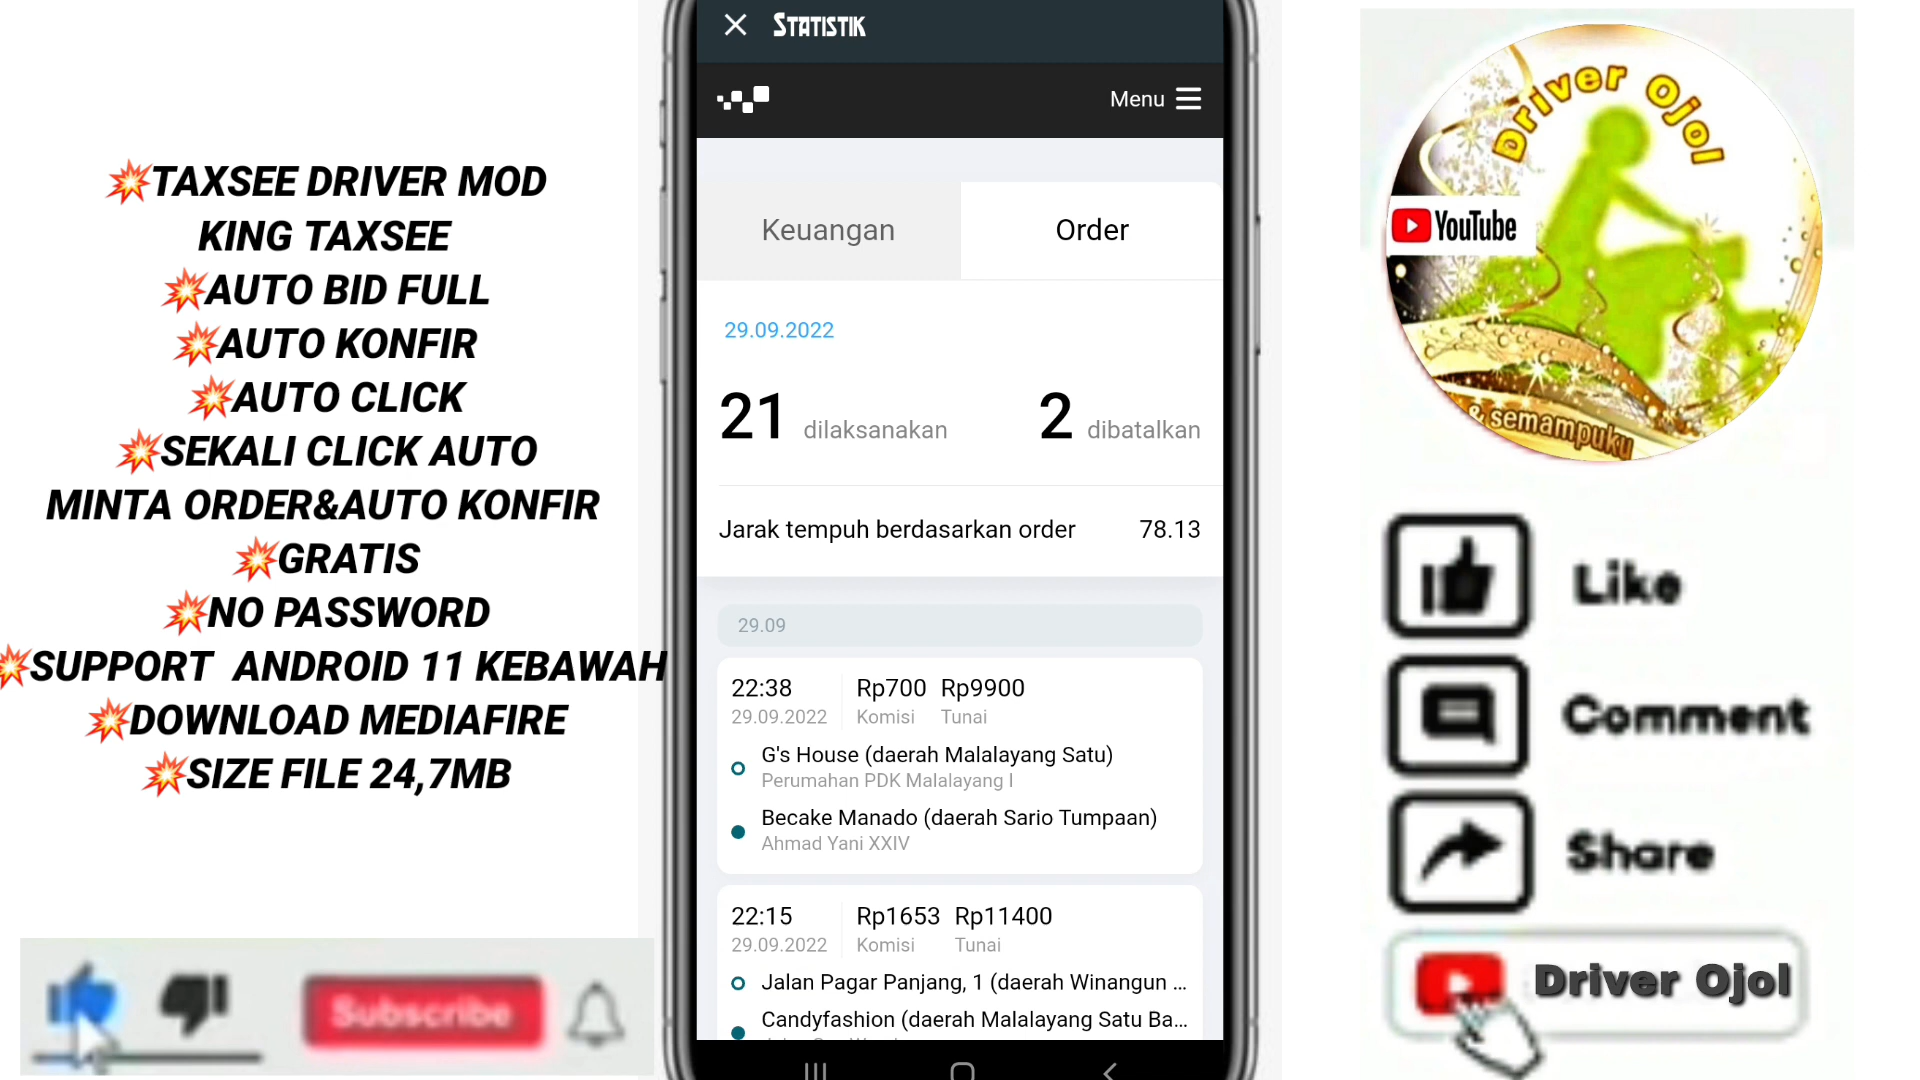 💥TAXSEE DRIVER MOD
KING TAXSEE
💥AUTO BID FULL
💥AUTO KONFIR
💥AUTO CLICK
💥SEKALI CLICK AUTO
MINTA ORDER&AUTO KONFIR
💥GRATIS
💥NO PASSWORD
💥SUPPORT ANDROID 11 KEBAWAH
💥DOWNLOAD MEDIAFIRE
💥SIZE FILE 24,7MB
Subscribe
STATISTIK
Menu
Keuangan
Order
29.09.2022
21 dilaksanakan
2 dibatalkan
Jarak tempuh berdasarkan order 78.13
29.09
22:38 Rp700 Rp9900
29.09.2022 Komisi Tunai
G's House (daerah Malalayang Satu)
Perumahan PDK Malalayang I
Becake Manado (daerah Sario Tumpaan)
Ahmad Yani XXIV
22:15 Rp1653 Rp11400
29.09.2022 Komisi Tunai
Jalan Pagar Panjang, 1 (daerah Winangun ...
Candyfashion (daerah Malalayang Satu Ba...
Driver Ojol
YouTube
& semampuku
Like
Comment
Share
Driver Ojol